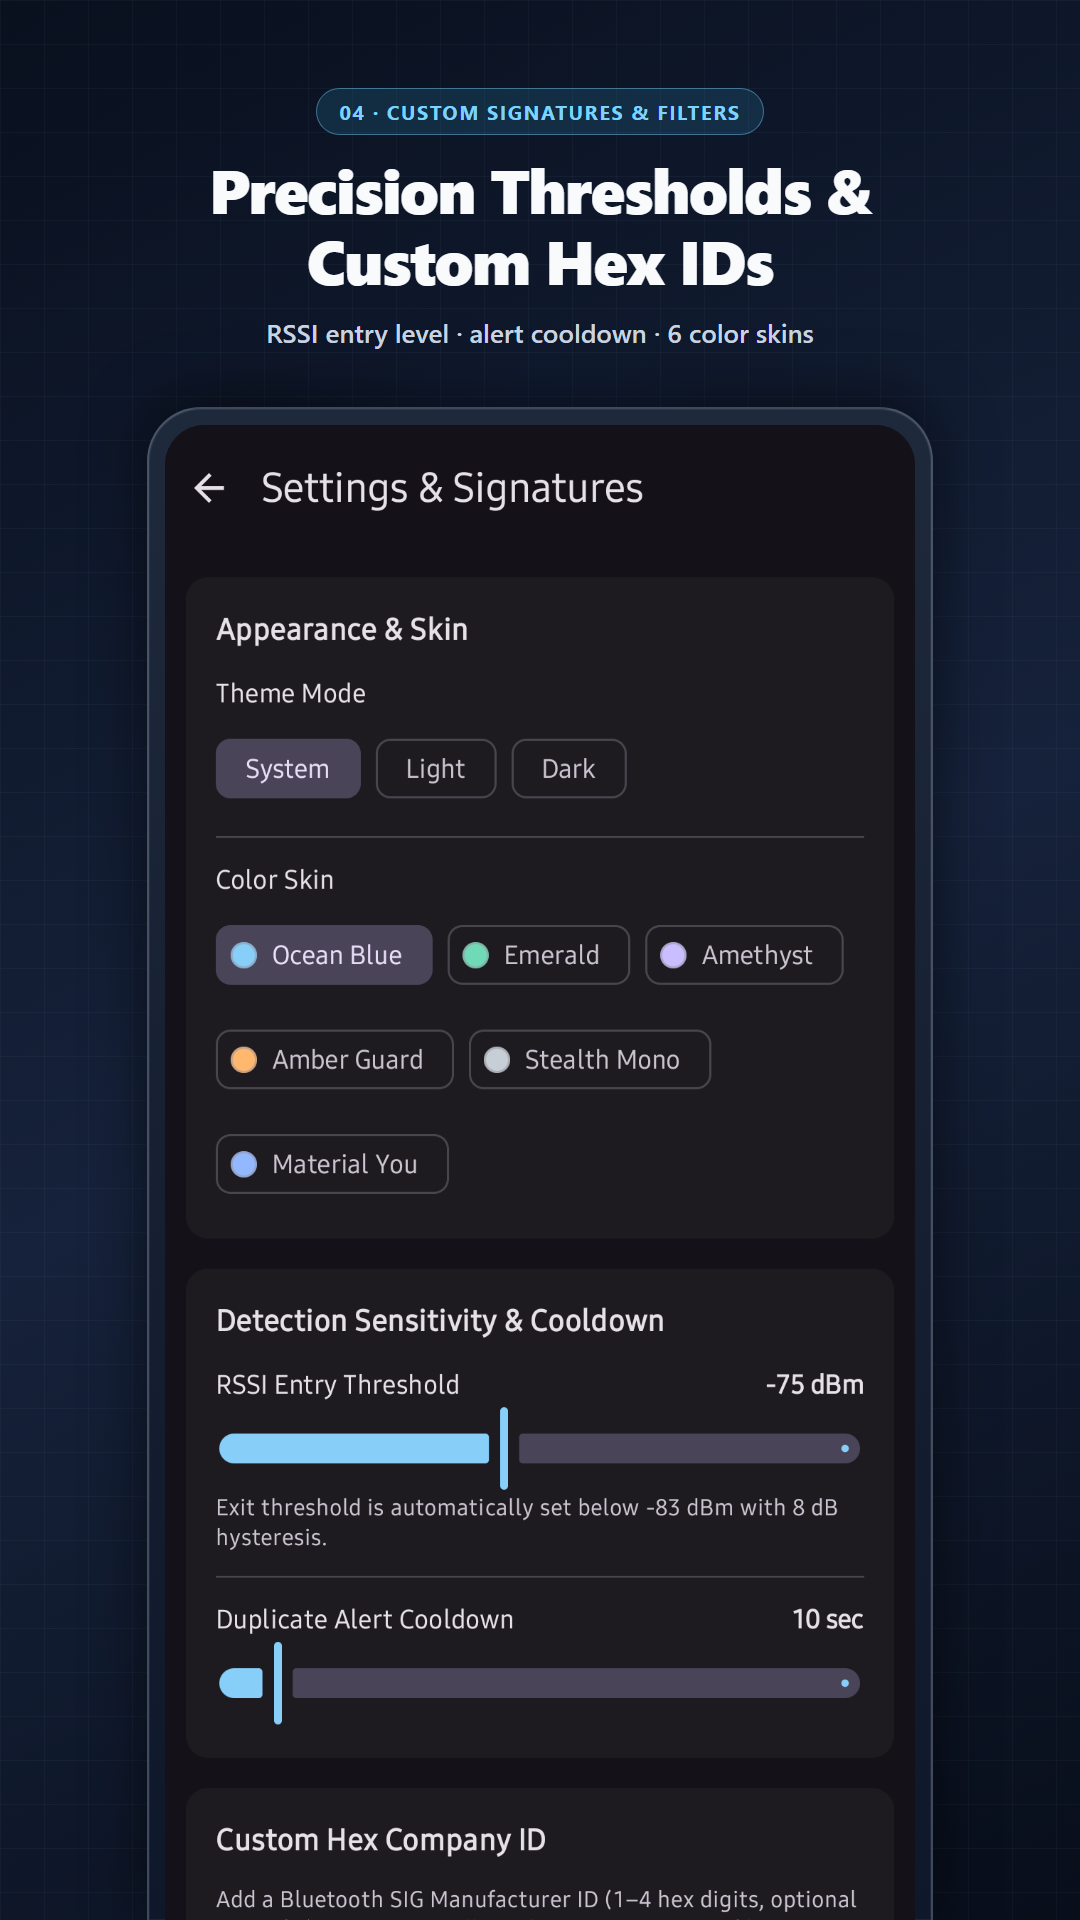 04 · CUSTOM SIGNATURES & FILTERS
Precision Thresholds &
Custom Hex IDs
RSSI entry level · alert cooldown · 6 color skins
Settings & Signatures
Appearance & Skin
Theme Mode
System
Light
Dark
Color Skin
Ocean Blue
Emerald
Amethyst
Amber Guard
Stealth Mono
Material You
Detection Sensitivity & Cooldown
RSSI Entry Threshold
-75 dBm
Exit threshold is automatically set below -83 dBm with 8 dB
hysteresis.
Duplicate Alert Cooldown
10 sec
Custom Hex Company ID
Add a Bluetooth SIG Manufacturer ID (1–4 hex digits, optional